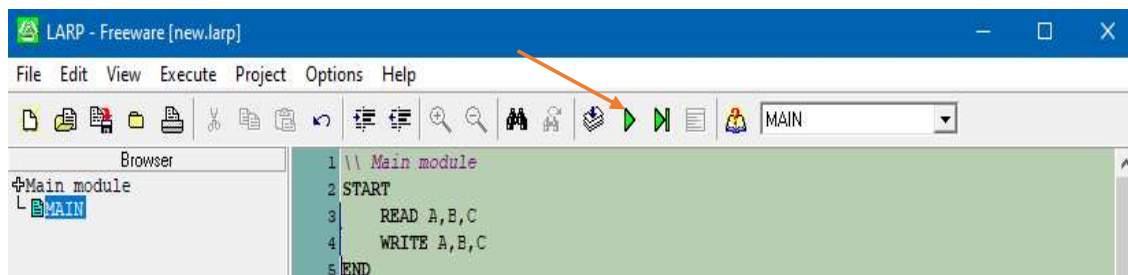 LARP - Freeware [new.larp]
File Edit View Execute Project Options Help
MAIN
Browser
Main module
MAIN
1 \\ Main module
2 START
3 READ A,B,C
4 WRITE A,B,C
5 END